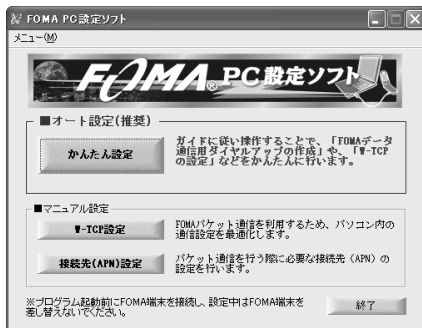 FOMA PC設定ソフト
メニュー(M)
FOMA® PC設定ソフト
■オート設定(推奨)
かんたん設定
ガイドに従い操作することで、「FOMAデータ
通信用ダイヤルアップの作成」や、「W-TCP
の設定」などをかんたんに行います。
■マニュアル設定
W-TCP設定
FOMAパケット通信を利用するため、パソコン内の
通信設定を最適化します。
接続先(APN)設定
パケット通信を行う際に必要な接続先(APN)の
設定を行います。
※プログラム起動前にFOMA端末を接続し、設定中はFOMA端末を
差し替えないでください。
終了